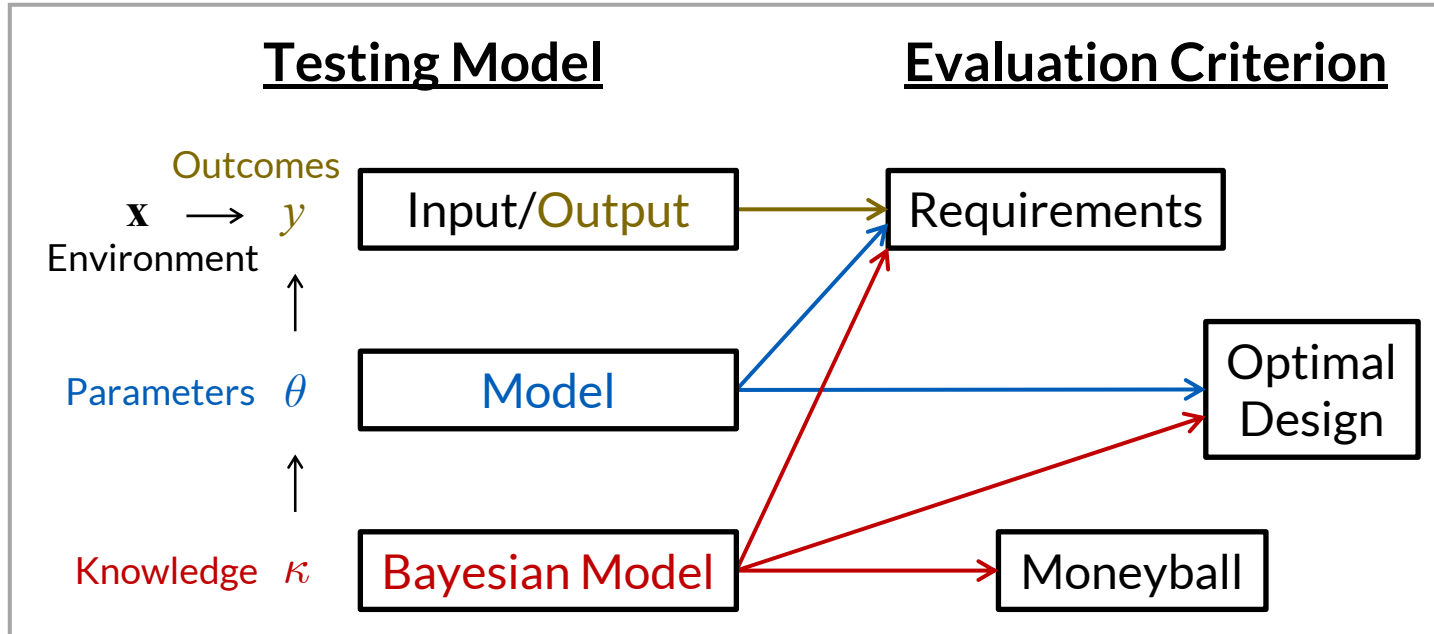 Testing Model
Evaluation Criterion
Outcomes
x → y
Environment
Input/Output
Requirements
Parameters θ
Model
Optimal
Design
Knowledge κ
Bayesian Model
Moneyball